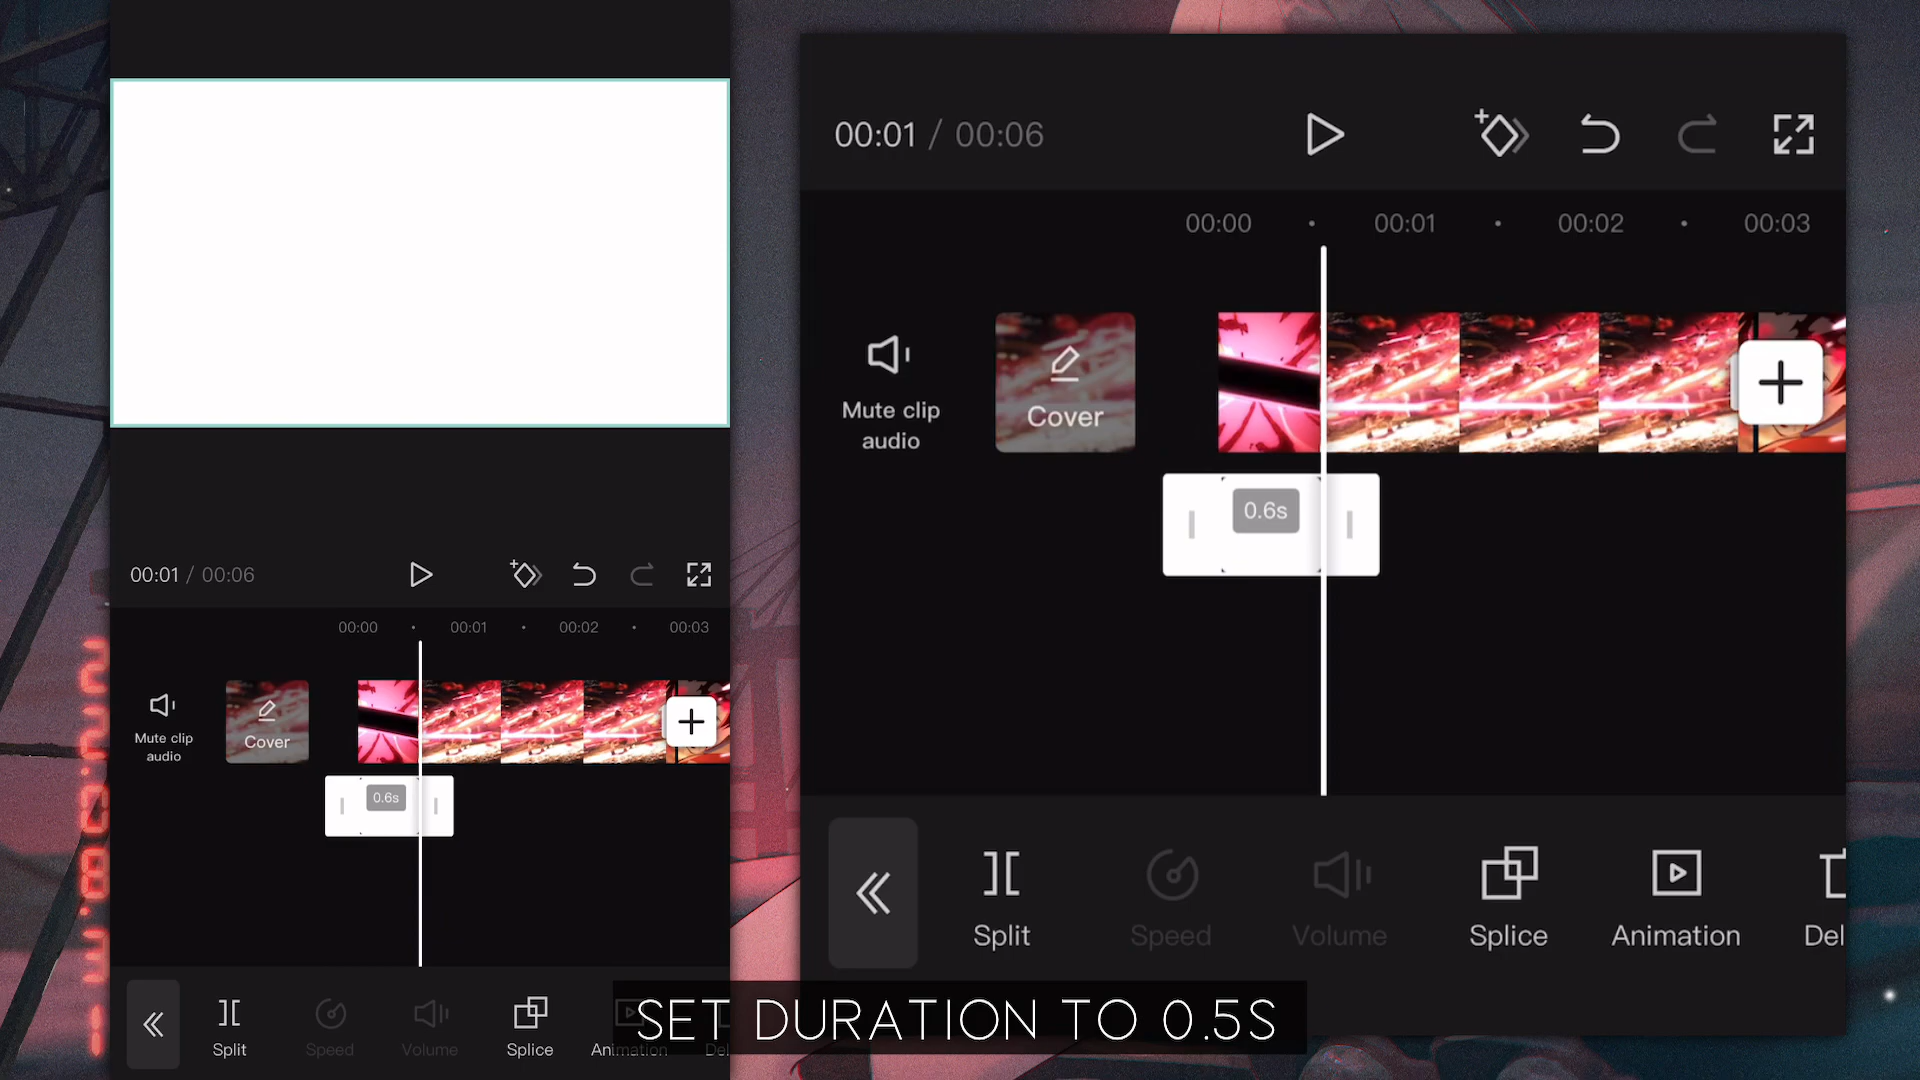 00:01 / 00:06
00:00 00:01 00:02 00:03
Mute clip
audio
Cover
0.6s
Split Speed Volume Splice Animation Del
00:01 / 00:06
00:00 00:01 00:02 00:03
Mute clip
audio
Cover
0.6s
Split Speed Volume Splice Animation Del
SET DURATION TO 0.5S